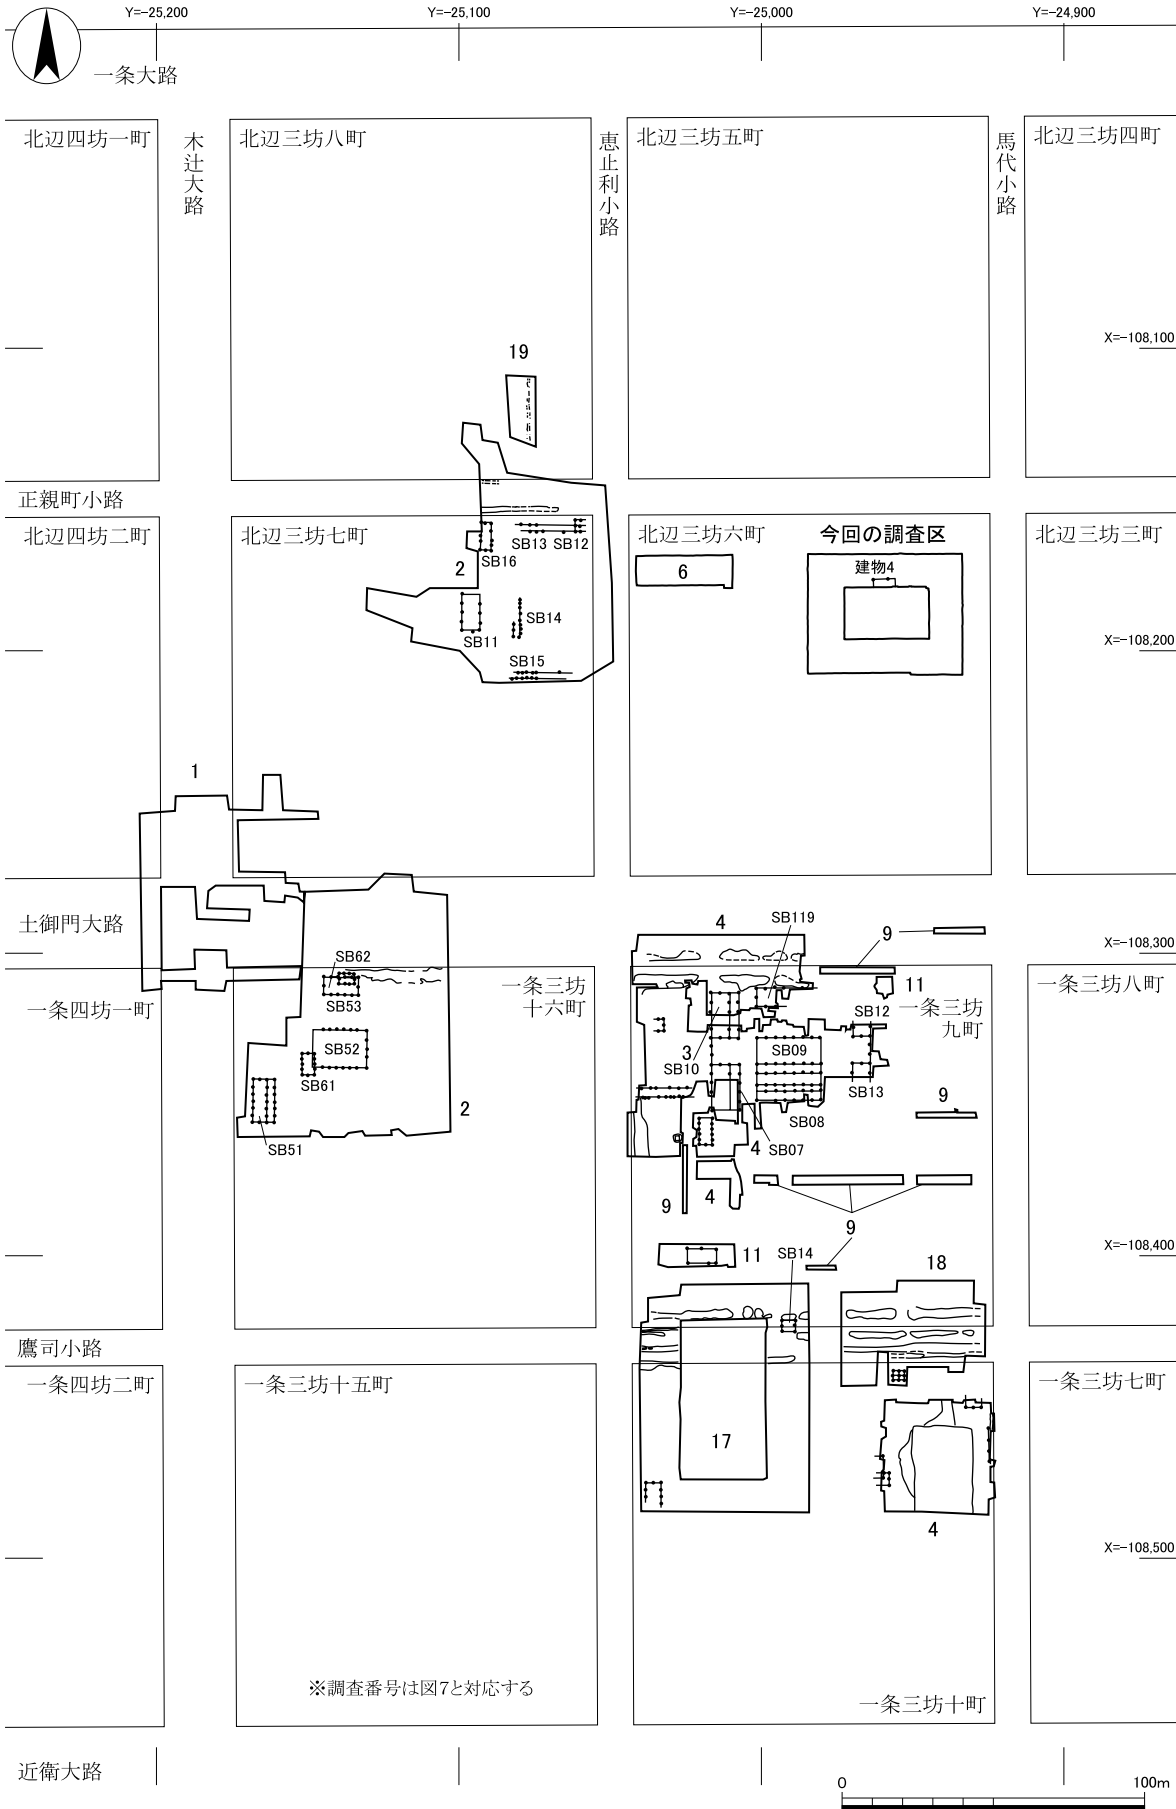 Y=-25,200
Y=-25,100
Y=-25,000
Y=-24,900
一条大路
北辺四坊一町
木辻大路
北辺三坊八町
恵止利小路
北辺三坊五町
馬代小路
北辺三坊四町
X=-108,100
19
正親町小路
北辺四坊二町
北辺三坊七町
SB13
SB12
SB16
2
北辺三坊六町
6
今回の調査区
建物4
北辺三坊三町
SB14
SB11
SB15
X=-108,200
1
土御門大路
4
SB119
9
X=-108,300
一条四坊一町
SB62
SB53
一条三坊
十六町
SB52
SB61
SB51
2
11
一条三坊
九町
SB12
一条三坊八町
3
SB10
SB09
SB13
SB08
SB07
4
9
9
4
9
11
SB14
18
X=-108,400
鷹司小路
一条四坊二町
一条三坊十五町
一条三坊七町
17
4
X=-108,500
※調査番号は図7と対応する
一条三坊十町
近衛大路
0
100m